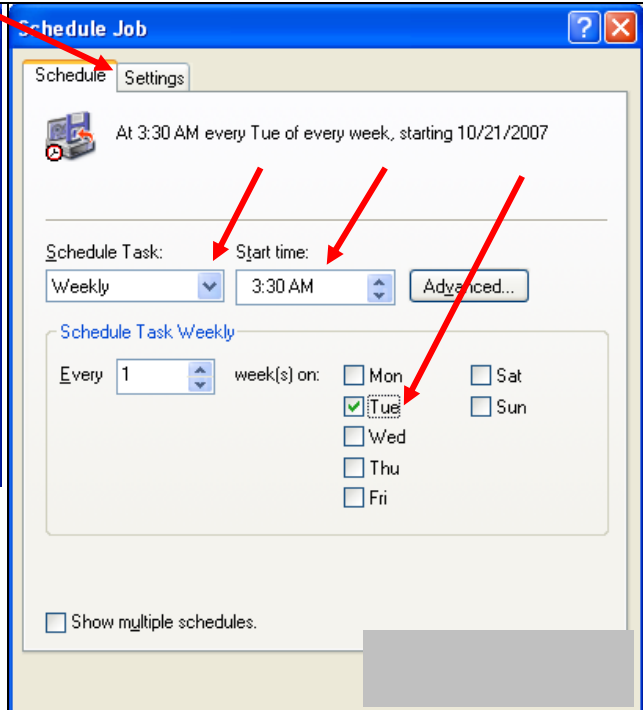 Schedule Job
Schedule Settings
At 3:30 AM every Tue of every week, starting 10/21/2007
Schedule Task: Start time:
Weekly 3:30 AM Advanced...
Schedule Task Weekly
Every 1 week(s) on: Mon Sat
Tue Sun
Wed
Thu
Fri
Show multiple schedules.